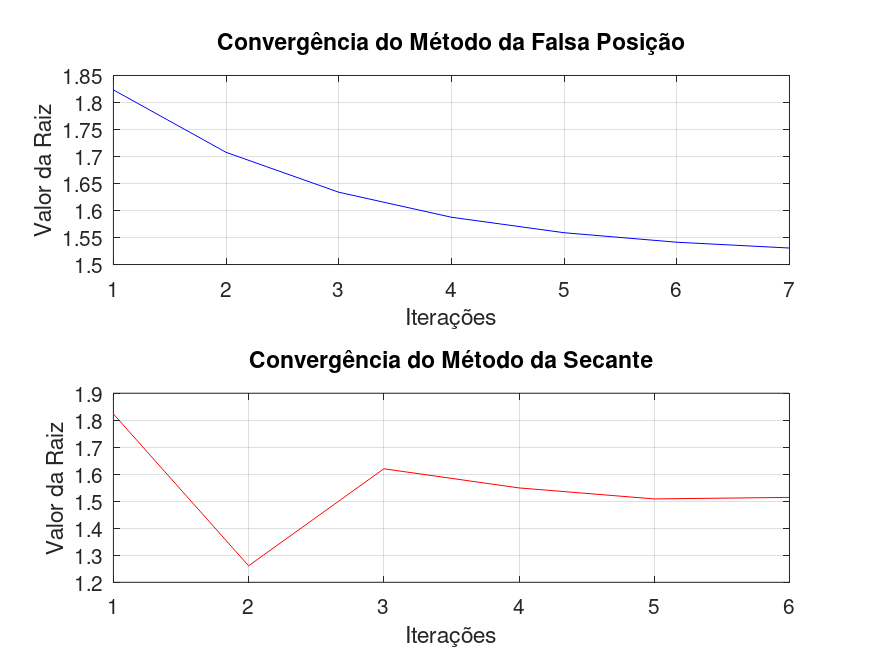 Convergência do Método da Falsa Posição
Valor da Raiz
1.85
1.8
1.75
1.7
1.65
1.6
1.55
1.5
1 2 3 4 5 6 7
Iterações
Convergência do Método da Secante
Valor da Raiz
1.9
1.8
1.7
1.6
1.5
1.4
1.3
1.2
1 2 3 4 5 6
Iterações